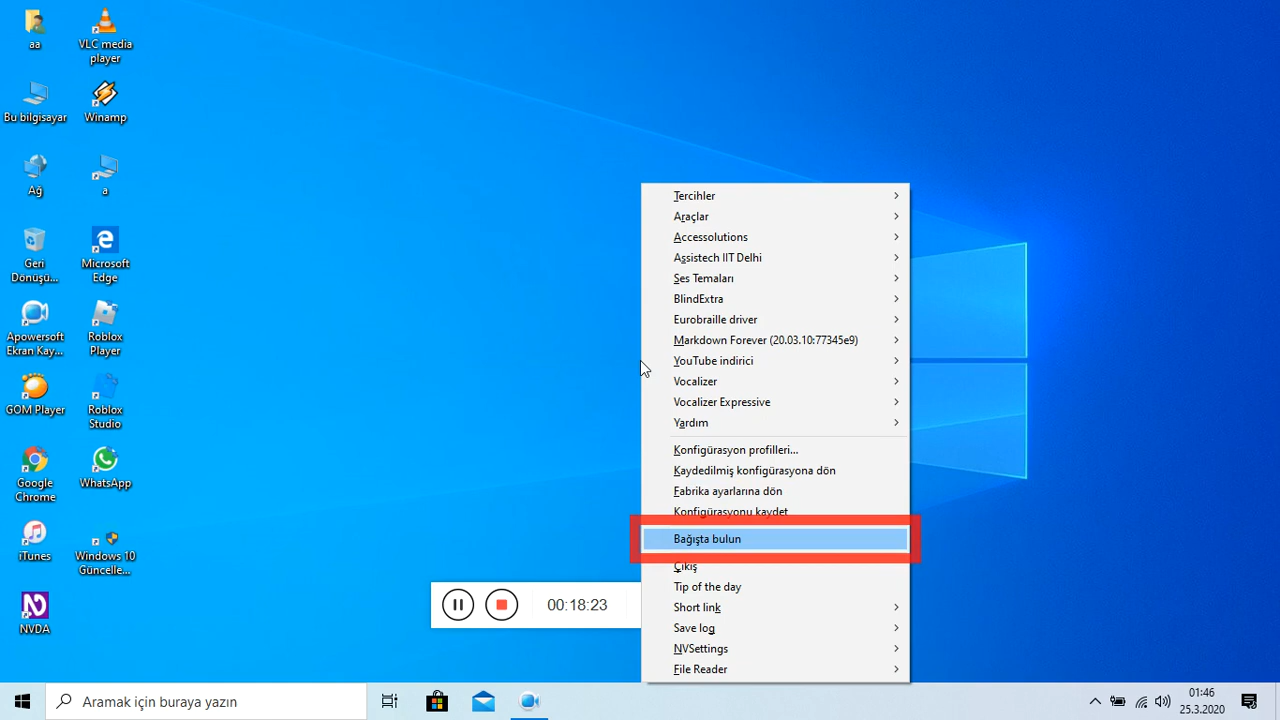 aa
VLC media
player
Bu bilgisayar
Winamp
Ağ
a
Geri
Dönüşü...
Microsoft
Edge
Apowersoft
Ekran Kay...
Roblox
Player
GOM Player
Roblox
Studio
Google
Chrome
WhatsApp
iTunes
Windows 10
Güncelle...
NVDA
Tercihler
Araçlar
Accessolutions
Assistech IIT Delhi
Ses Temaları
BlindExtra
Eurobraille driver
Markdown Forever (20.03.10:77345e9)
YouTube indirici
Vocalizer
Vocalizer Expressive
Yardım
Konfigürasyon profilleri...
Kaydedilmiş konfigürasyona dön
Fabrika ayarlarına dön
Konfigürasyonu kaydet
Bağışta bulun
Çıkış
Tip of the day
Short link
Save log
NVSettings
File Reader
00:18:23
Aramak için buraya yazın
01:46
25.3.2020